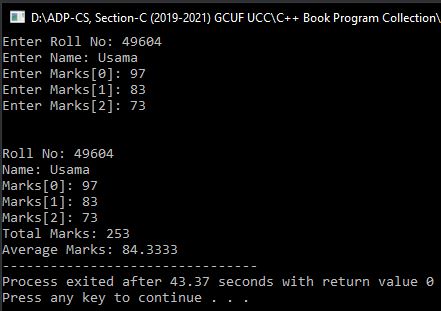 D:\ADP-CS, Section-C (2019-2021) GCUF UCC\C++ Book Program Collection\
Enter Roll No: 49604
Enter Name: Usama
Enter Marks[0]: 97
Enter Marks[1]: 83
Enter Marks[2]: 73
Roll No: 49604
Name: Usama
Marks[0]: 97
Marks[1]: 83
Marks[2]: 73
Total Marks: 253
Average Marks: 84.3333
--------------------------------
Process exited after 43.37 seconds with return value 0
Press any key to continue . . .